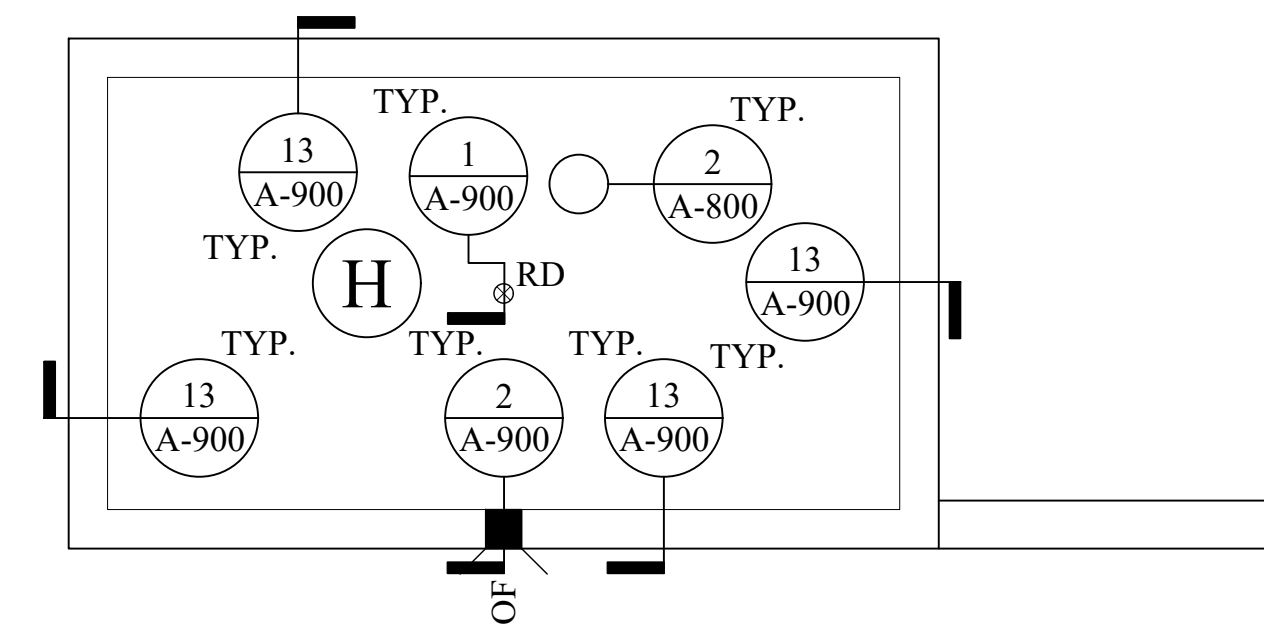 TYP.
13
A-900
TYP.
1
A-900
TYP.
2
A-800
H
RD
13
A-900
TYP.
TYP.
13
A-900
TYP.
2
A-900
TYP.
13
A-900
OF